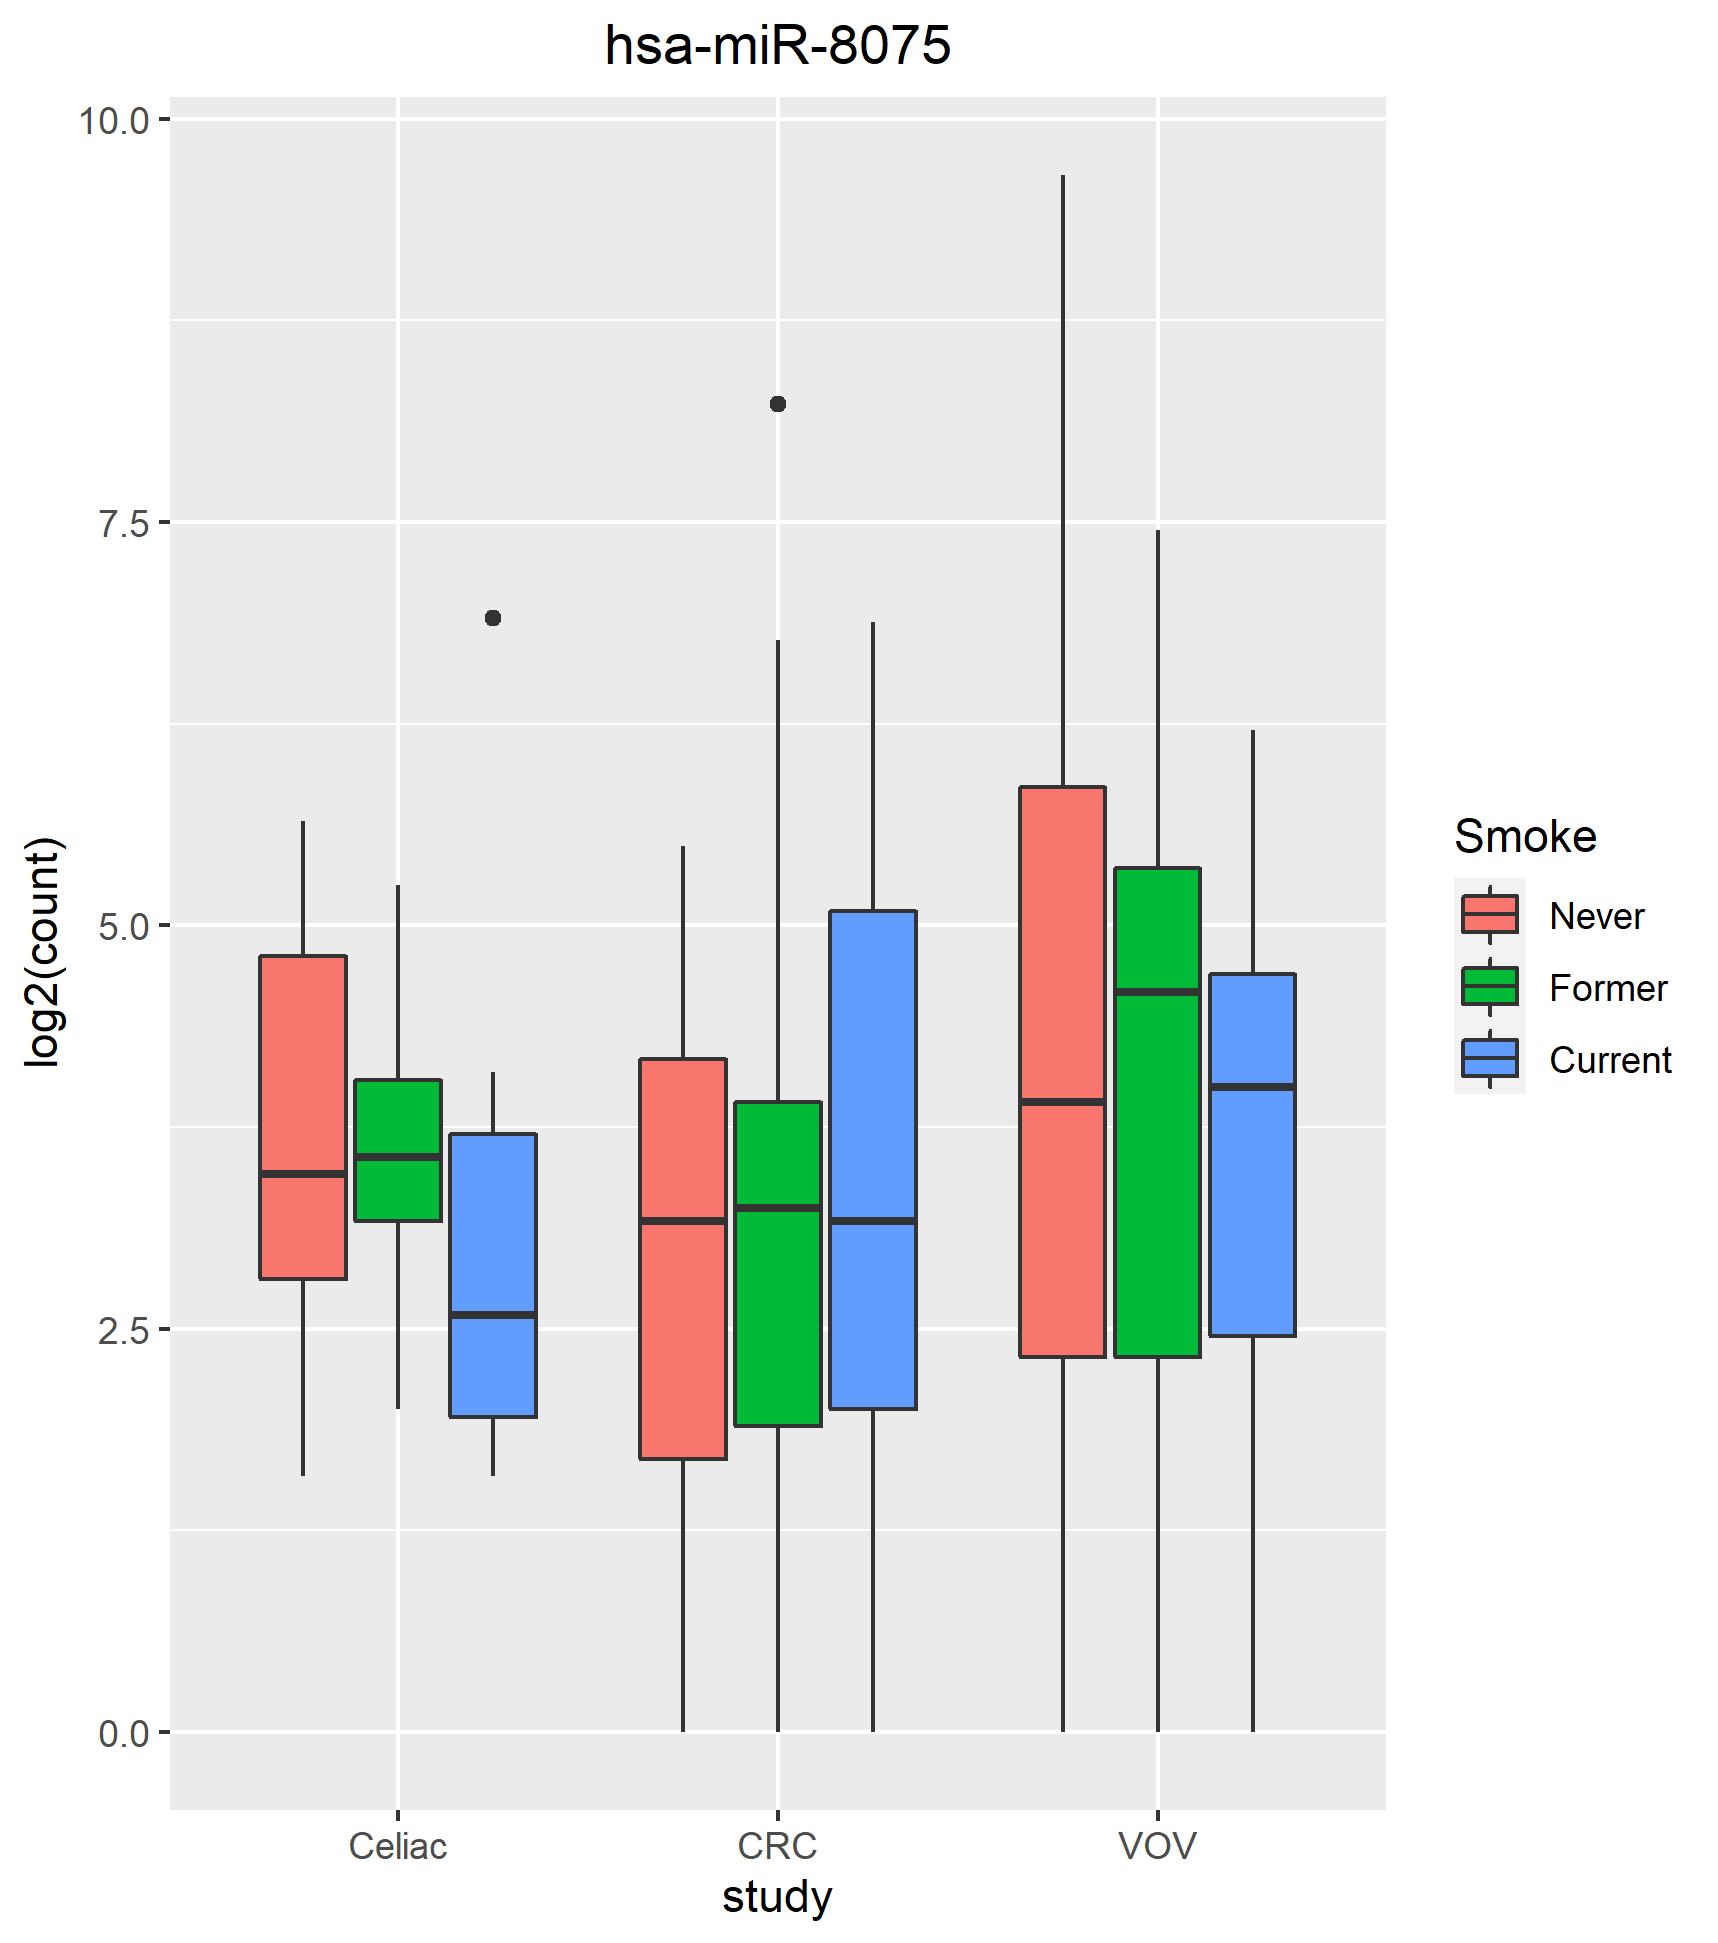 hsa-miR-8075
10.0
7.5
5.0
2.5
0.0
log2(count)
Celiac
CRC
VOV
study
Smoke
Never
Former
Current